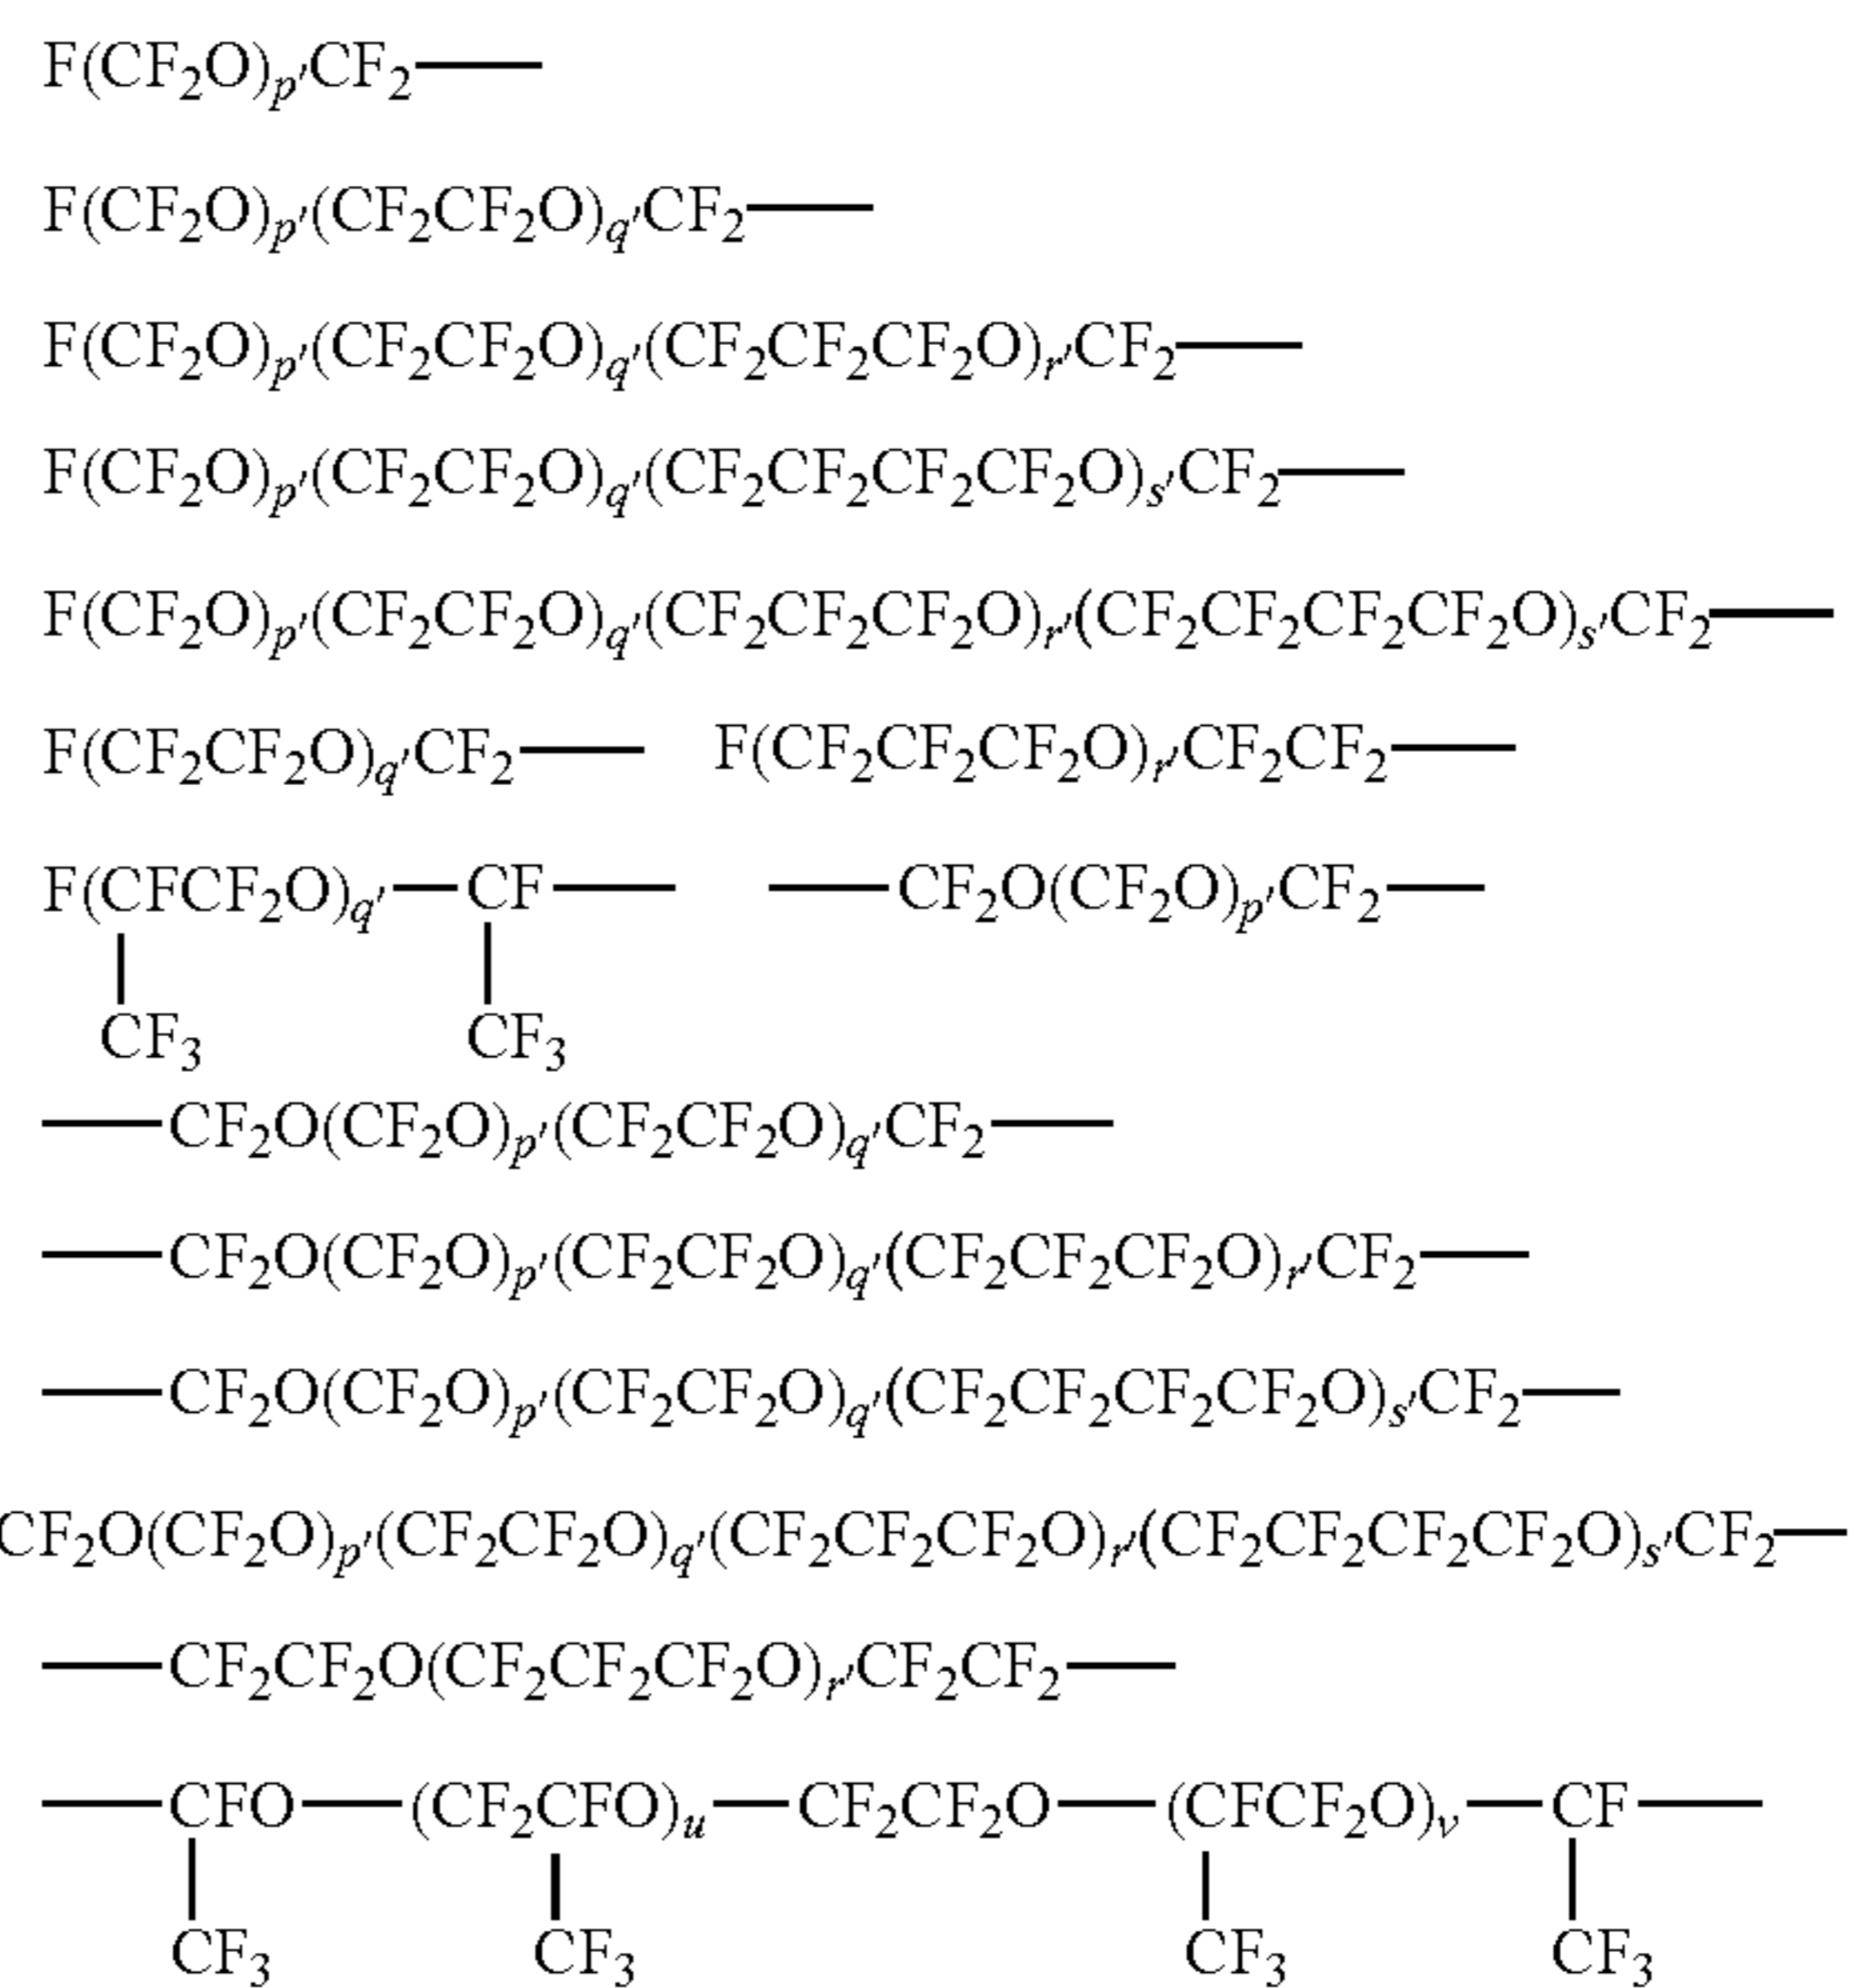 F(CF₂O)p'CF₂—
F(CF₂O)p'(CF₂CF₂O)q'CF₂—
F(CF₂O)p'(CF₂CF₂O)q'(CF₂CF₂CF₂O)r'CF₂—
F(CF₂O)p'(CF₂CF₂O)q'(CF₂CF₂CF₂CF₂O)s'CF₂—
F(CF₂O)p'(CF₂CF₂O)q'(CF₂CF₂CF₂O)r'(CF₂CF₂CF₂CF₂O)s'CF₂—
F(CF₂CF₂O)q'CF₂— F(CF₂CF₂CF₂O)r'CF₂CF₂—
F(CFCF₂O)q'—CF— —CF₂O(CF₂O)p'CF₂—
CF₃ CF₃
—CF₂O(CF₂O)p'(CF₂CF₂O)q'CF₂—
—CF₂O(CF₂O)p'(CF₂CF₂O)q'(CF₂CF₂CF₂O)r'CF₂—
—CF₂O(CF₂O)p'(CF₂CF₂O)q'(CF₂CF₂CF₂CF₂O)s'CF₂—
CF₂O(CF₂O)p'(CF₂CF₂O)q'(CF₂CF₂CF₂O)r'(CF₂CF₂CF₂CF₂O)s'CF₂—
—CF₂CF₂O(CF₂CF₂CF₂O)r'CF₂CF₂—
—CFO—(CF₂CFO)u—CF₂CF₂O—(CFCF₂O)v—CF—
CF₃ CF₃ CF₃ CF₃